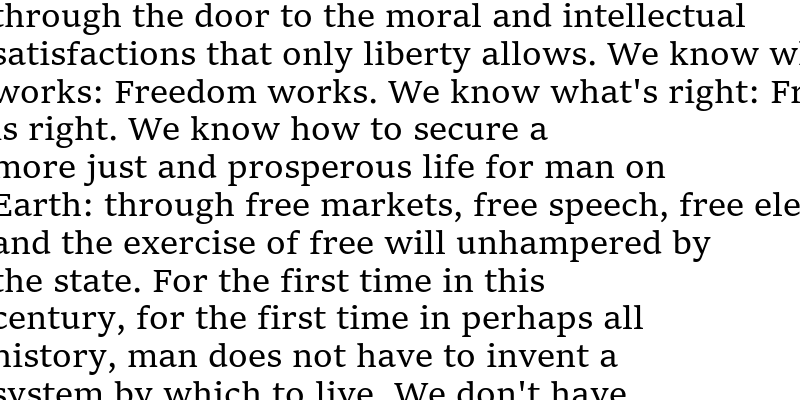 through the door to the moral and intellectual
satisfactions that only liberty allows. We know
works: Freedom works. We know what's right:
is right. We know how to secure a
more just and prosperous life for man on
Earth: through free markets, free speech, free
and the exercise of free will unhampered by
the state. For the first time in this
century, for the first time in perhaps all
history, man does not have to invent a
system by which to live. We don't have